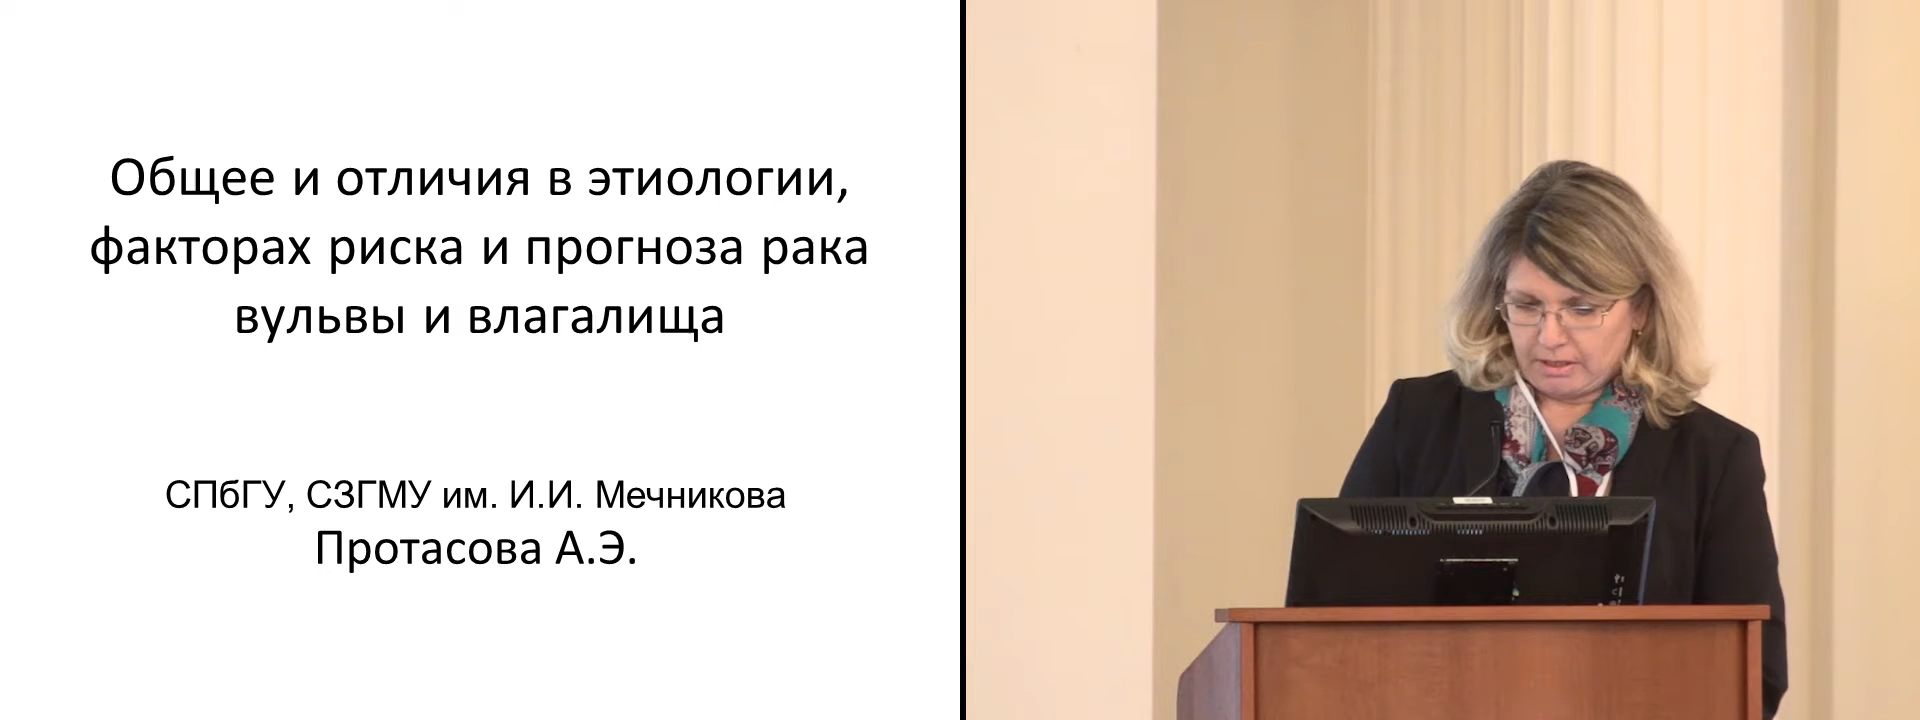 Общее и отличия в этиологии,
факторах риска и прогноза рака
вульвы и влагалища
СПбГУ, СЗГМУ им. И.И. Мечникова
Протасова А.Э.